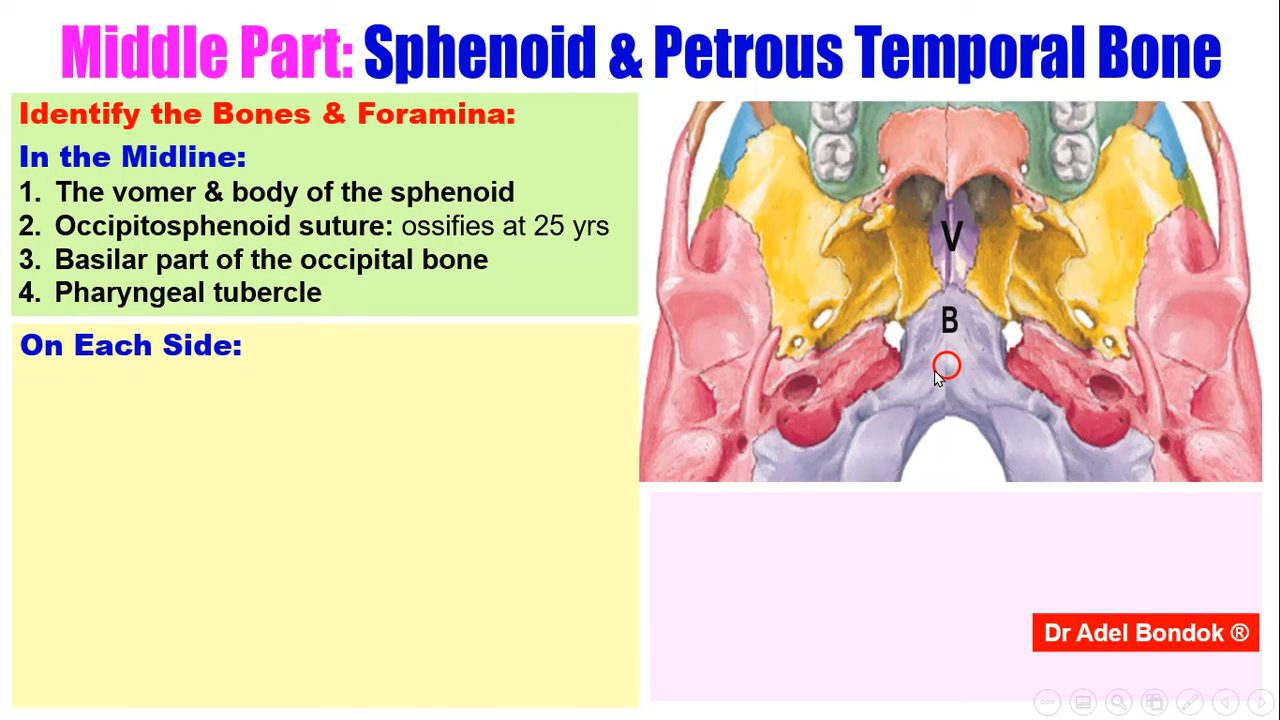 Middle Part: Sphenoid & Petrous Temporal Bone
Identify the Bones & Foramina:
In the Midline:
1. The vomer & body of the sphenoid
2. Occipitosphenoid suture: ossifies at 25 yrs
3. Basilar part of the occipital bone
4. Pharyngeal tubercle
On Each Side:
V
B
Dr Adel Bondok ®